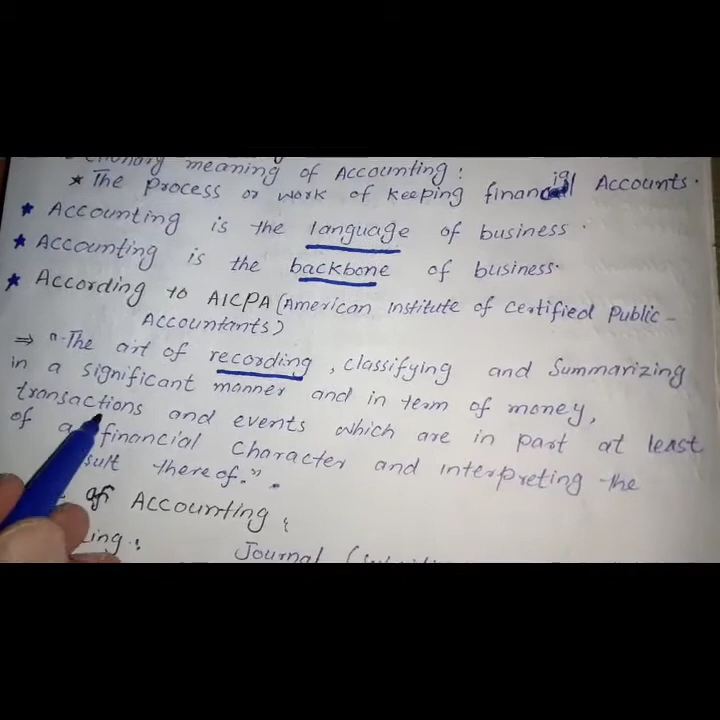 meaning of Accounting :
* The Process or work of keeping financial Accounts.
* Accounting is the language of business.
* Accounting is the backbone of business.
* According to AICPA (American Institute of Certified Public -
Accountants)
⇒ "The art of recording, classifying and Summarizing
in a significant manner and in term of money,
transactions and events which are in part at least
of a financial Character and interpreting the
sult thereof."
of Accounting :
ing :
Journal (